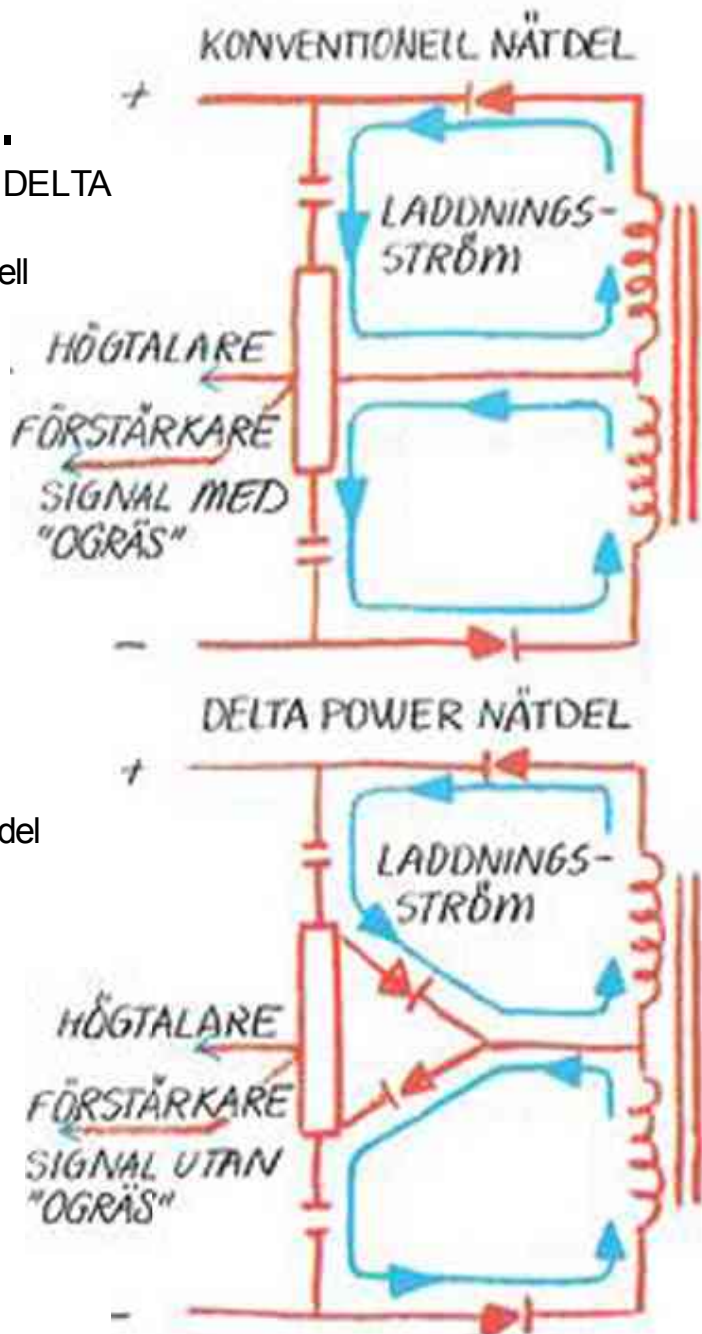 KONVENTIONELL NÄTDEL
+
DELTA
ell
LADDNINGS-
STRÖM
HÖGTALARE
FÖRSTÄRKARE
SIGNAL MED
"OGRÄS"
−
DELTA POWER NÄTDEL
+
del
LADDNINGS-
STRÖM
HÖGTALARE
FÖRSTÄRKARE
SIGNAL UTAN
"OGRÄS"
−